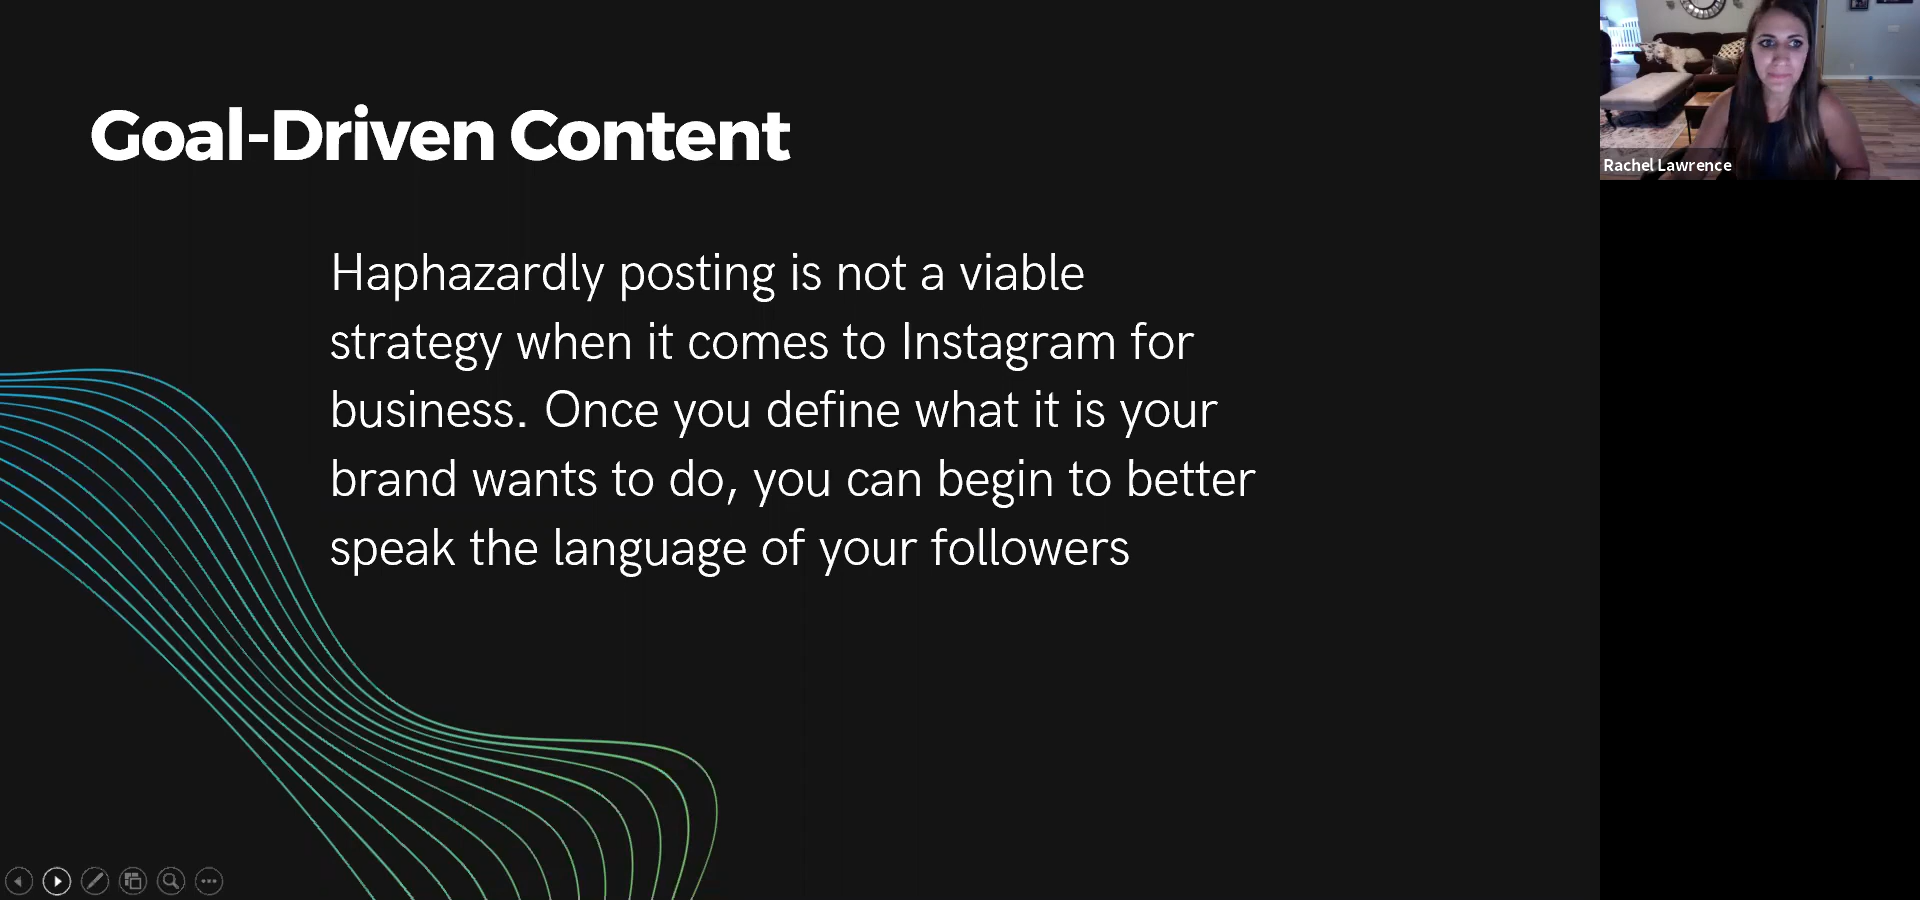 Goal-Driven Content
Haphazardly posting is not a viable
strategy when it comes to Instagram for
business. Once you define what it is your
brand wants to do, you can begin to better
speak the language of your followers
Rachel Lawrence